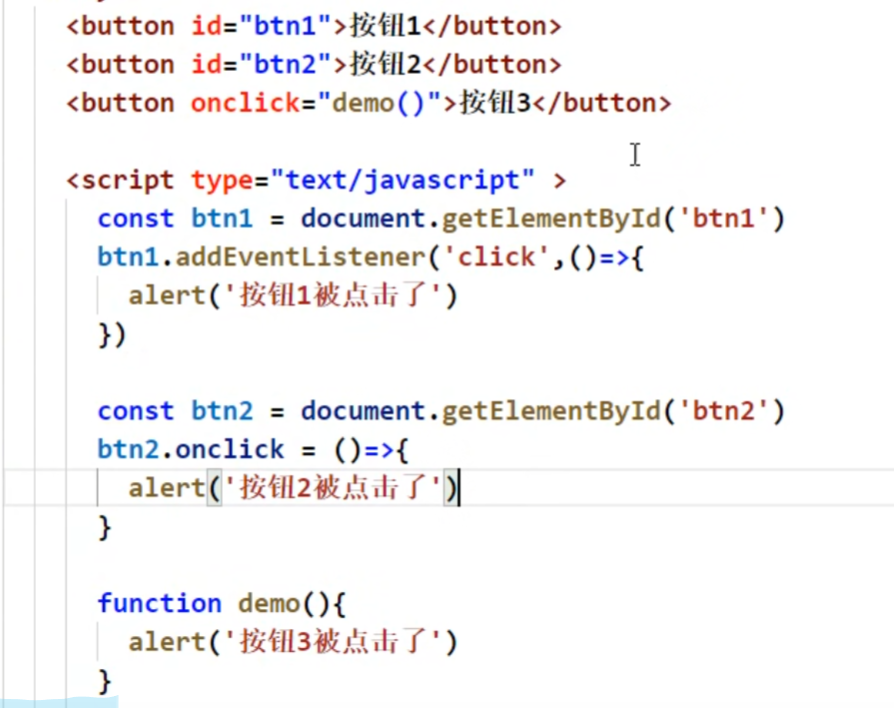 <button id="btn1">按钮1</button>
<button id="btn2">按钮2</button>
<button onclick="demo()">按钮3</button>
<script type="text/javascript" >
const btn1 = document.getElementById('btn1')
btn1.addEventListener('click',()=>{
alert('按钮1被点击了')
})
const btn2 = document.getElementById('btn2')
btn2.onclick = ()=>{
alert('按钮2被点击了')
}
function demo(){
alert('按钮3被点击了')
}